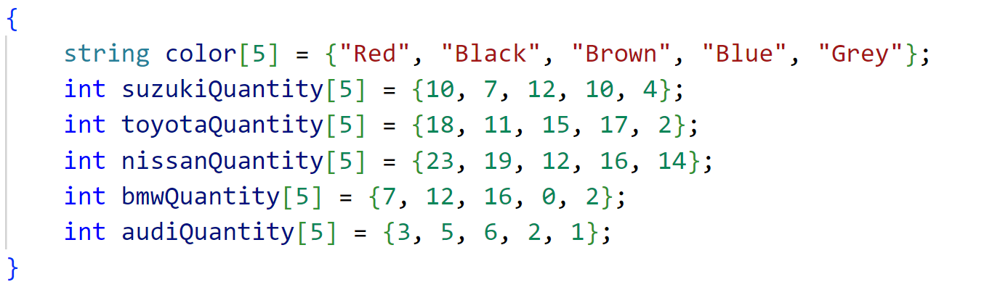 {
    string color[5] = {"Red", "Black", "Brown", "Blue", "Grey"};
    int suzukiQuantity[5] = {10, 7, 12, 10, 4};
    int toyotaQuantity[5] = {18, 11, 15, 17, 2};
    int nissanQuantity[5] = {23, 19, 12, 16, 14};
    int bmwQuantity[5] = {7, 12, 16, 0, 2};
    int audiQuantity[5] = {3, 5, 6, 2, 1};
}